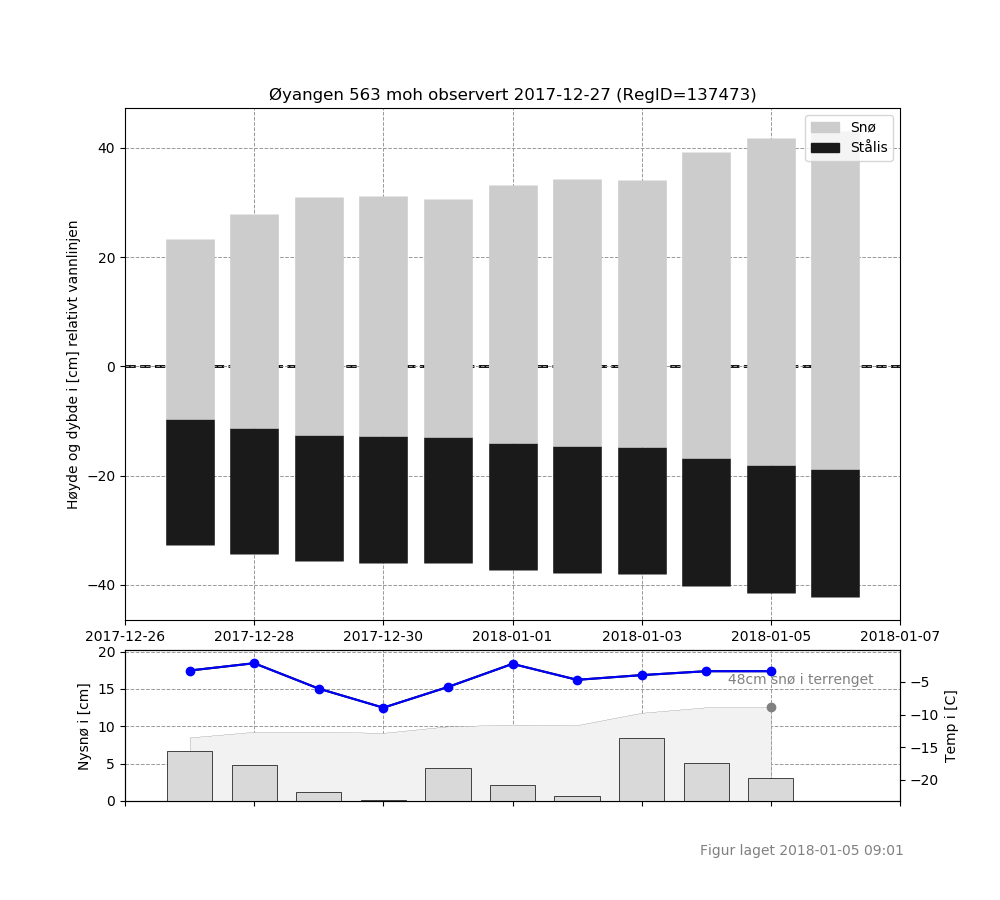 Øyangen 563 moh observert 2017-12-27 (RegID=137473)
Snø
Stålis
Høyde og dybde i [cm] relativt vannlinjen
40
20
0
−20
−40
2017-12-26 2017-12-28 2017-12-30 2018-01-01 2018-01-03 2018-01-05 2018-01-07
Nysnø i [cm]
20
15
10
5
0
48cm snø i terrenget
−5
−10
−15
−20
Temp i [C]
Figur laget 2018-01-05 09:01